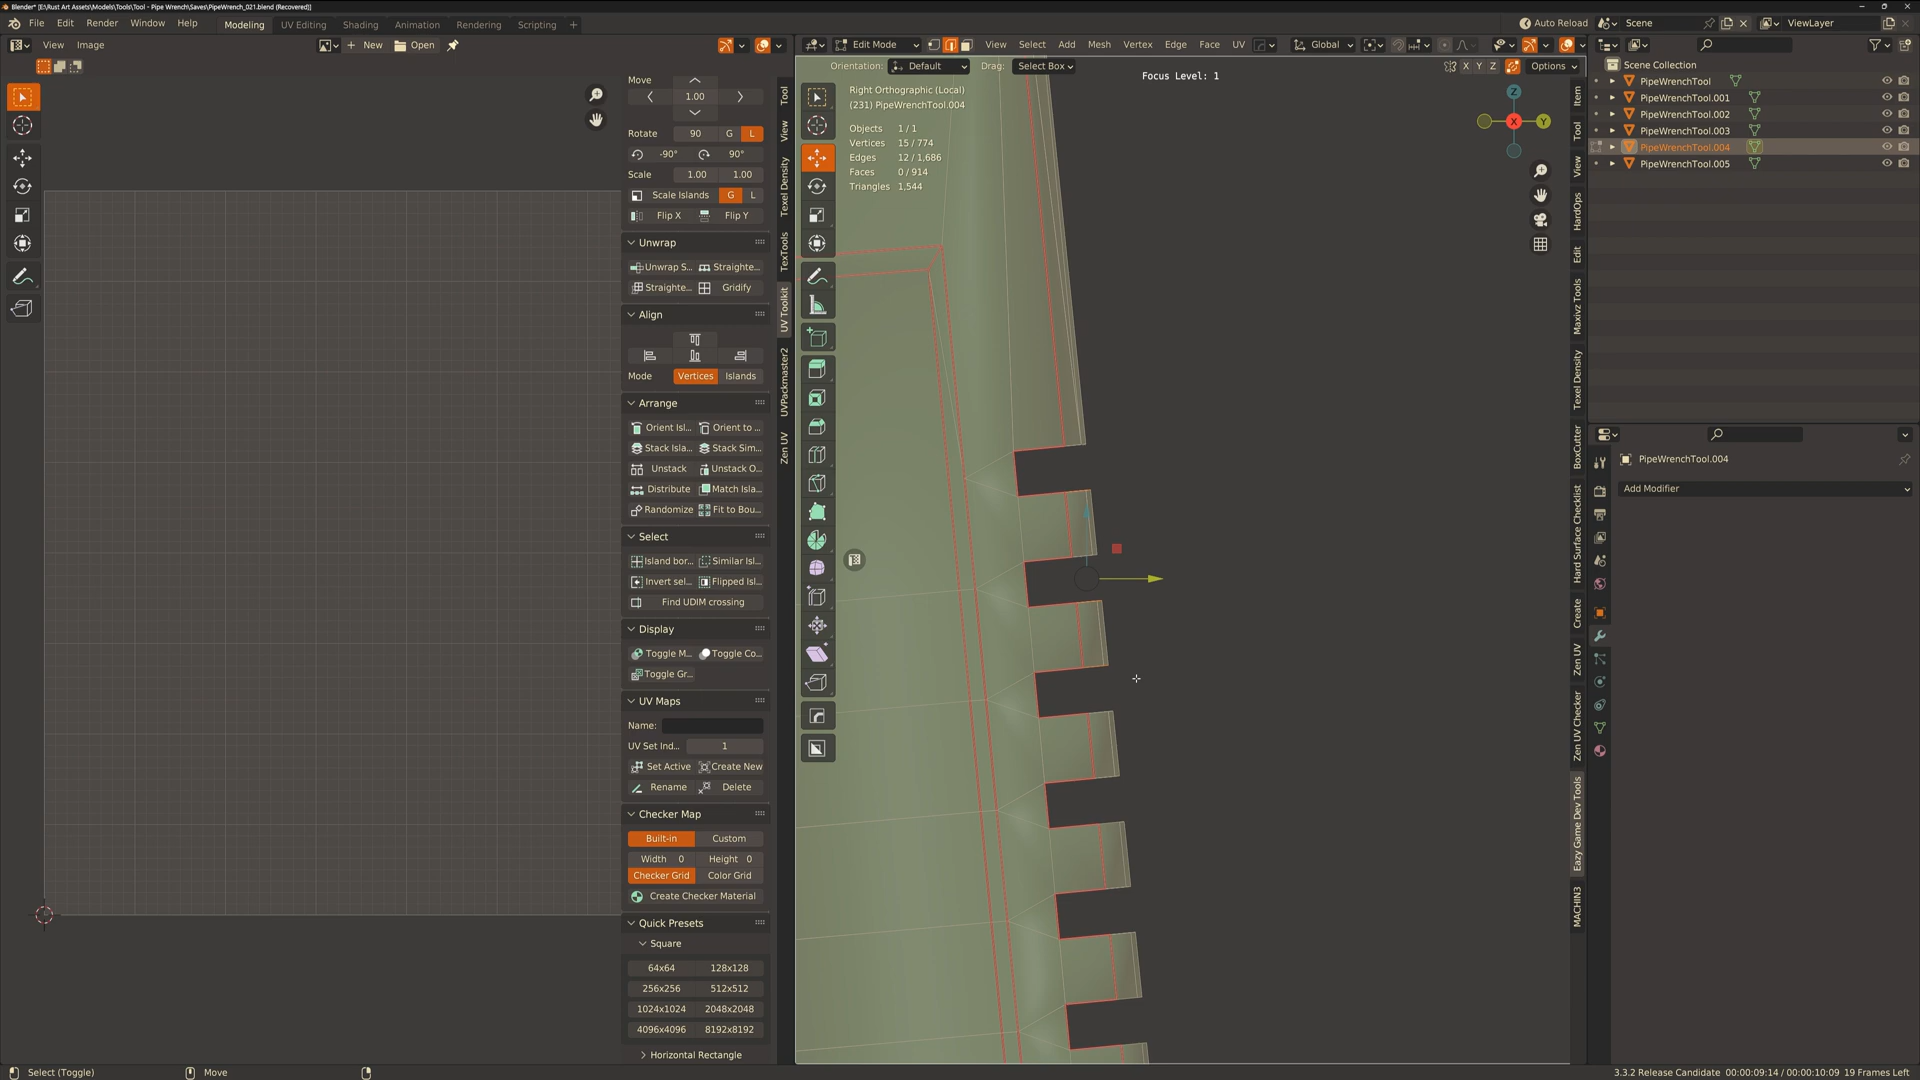 Blender* [E:\Rust Art Assets\Models\Tools\Tool - Pipe Wrench\Saves\PipeWrench_021.blend (Recovered)]
File Edit Render Window Help
Modeling UV Editing Shading Animation Rendering Scripting +
Auto Reload Scene ViewLayer
View Image + New Open
Edit Mode View Select Add Mesh Vertex Edge Face UV Global
Orientation: Default Drag: Select Box
X Y Z Options
Focus Level: 1
Right Orthographic (Local)
(231) PipeWrenchTool.004
Objects 1 / 1
Vertices 15 / 774
Edges 12 / 1,686
Faces 0 / 914
Triangles 1,544
Z
X
Y
Move
1.00
Rotate 90 G L
-90° 90°
Scale 1.00 1.00
Scale Islands G L
Flip X Flip Y
Unwrap
Unwrap S... Straighte...
Straighte... Gridify
Align
Mode Vertices Islands
Arrange
Orient Isl... Orient to ...
Stack Isla... Stack Sim...
Unstack Unstack O...
Distribute Match Isla...
Randomize Fit to Bou...
Select
Island bor... Similar Isl...
Invert sel... Flipped Isl...
Find UDIM crossing
Display
Toggle M... Toggle Co...
Toggle Gr...
UV Maps
Name:
UV Set Ind... 1
Set Active Create New
Rename Delete
Checker Map
Built-in Custom
Width 0 Height 0
Checker Grid Color Grid
Create Checker Material
Quick Presets
Square
64x64 128x128
256x256 512x512
1024x1024 2048x2048
4096x4096 8192x8192
Horizontal Rectangle
Tool
View
Texel Density
TexTools
UV Toolkit
UVPackmaster2
Zen UV
Item
Tool
View
HardOps
Edit
Maxivz Tools
Texel Density
BoxCutter
Hard Surface Checklist
Create
Zen UV
Zen UV Checker
Eazy Game Dev Tools
MACHIN3
Scene Collection
PipeWrenchTool
PipeWrenchTool.001
PipeWrenchTool.002
PipeWrenchTool.003
PipeWrenchTool.004
PipeWrenchTool.005
PipeWrenchTool.004
Add Modifier
Select (Toggle) Move
3.3.2 Release Candidate 00:00:09:14 / 00:00:10:09 19 Frames Left